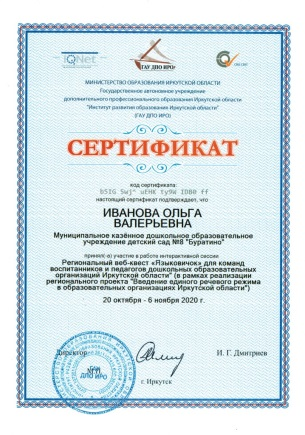 IQNet
ГАУ ДПО ИРО
МИНИСТЕРСТВО ОБРАЗОВАНИЯ ИРКУТСКОЙ ОБЛАСТИ
Государственное автономное учреждение
дополнительного профессионального образования Иркутской области
"Институт развития образования Иркутской области"
(ГАУ ДПО ИРО)
СЕРТИФИКАТ
код сертификата:
настоящий сертификат подтверждает, что
ИВАНОВА ОЛЬГА
ВАЛЕРЬЕВНА
Муниципальное казённое дошкольное образовательное
учреждение детский сад №8 "Буратино"
принял(-а) участие в работе интерактивной сессии
Региональный веб-квест «Языковичок» для команд
воспитанников и педагогов дошкольных образовательных
организаций Иркутской области" (в рамках реализации
регионального проекта "Введение единого речевого режима
в образовательных организациях Иркутской области")
20 октября - 6 ноября 2020 г.
Директор
И. Г. Дмитриев
ДПО ИРО
г. Иркутск